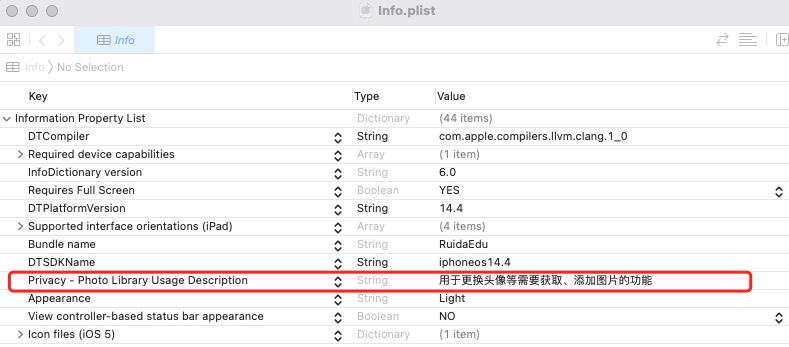 Info.plist
Info
Info 〉No Selection
Key Type Value
Information Property List Dictionary (44 items)
DTCompiler String com.apple.compilers.llvm.clang.1_0
Required device capabilities Array (1 item)
InfoDictionary version String 6.0
Requires Full Screen Boolean YES
DTPlatformVersion String 14.4
Supported interface orientations (iPad) Array (4 items)
Bundle name String RuidaEdu
DTSDKName String iphoneos14.4
Privacy - Photo Library Usage Description String 用于更换头像等需要获取、添加图片的功能
Appearance String Light
View controller-based status bar appearance Boolean NO
Icon files (iOS 5) Dictionary (1 item)